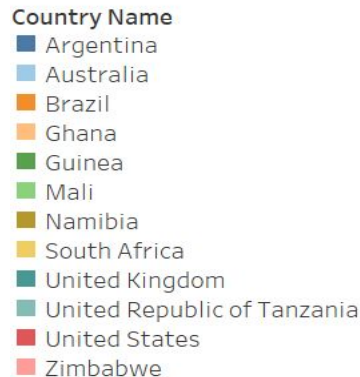 Country Name
Argentina
Australia
Brazil
Ghana
Guinea
Mali
Namibia
South Africa
United Kingdom
United Republic of Tanzania
United States
Zimbabwe